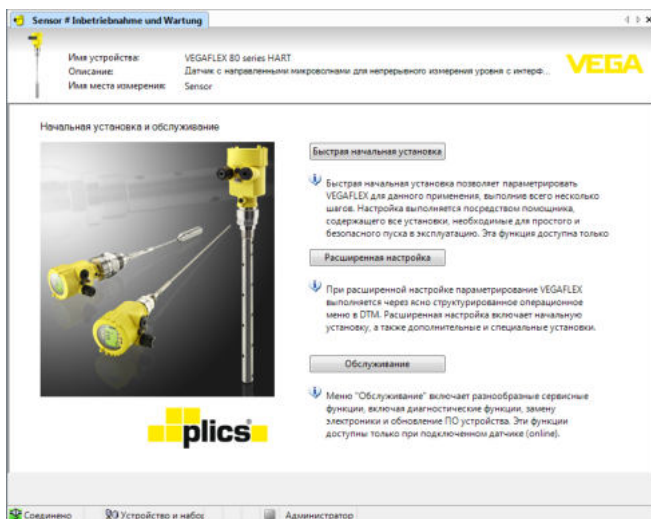 Sensor # Inbetriebnahme und Wartung
Имя устройства: VEGAFLEX 80 series HART
Описание: Датчик с направленными микроволнами для непрерывного измерения уровня с интерф...
Имя места измерения: Sensor
VEGA
Начальная установка и обслуживание
Быстрая начальная установка
Быстрая начальная установка позволяет параметрировать
VEGAFLEX для данного применения, выполнив всего несколько
шагов. Настройка выполняется посредством помощника,
содержащего все установки, необходимые для простого и
безопасного пуска в эксплуатацию. Эта функция доступна только
Расширенная настройка
При расширенной настройке параметрирование VEGAFLEX
выполняется через ясно структурированное операционное
меню в DTM. Расширенная настройка включает начальную
установку, а также дополнительные и специальные установки.
Обслуживание
Меню "Обслуживание" включает разнообразные сервисные
функции, включая диагностические функции, замену
электроники и обновление ПО устройства. Эти функции
доступны только при подключенном датчике (online).
plics
Соединено
Устройство и набор
Администратор